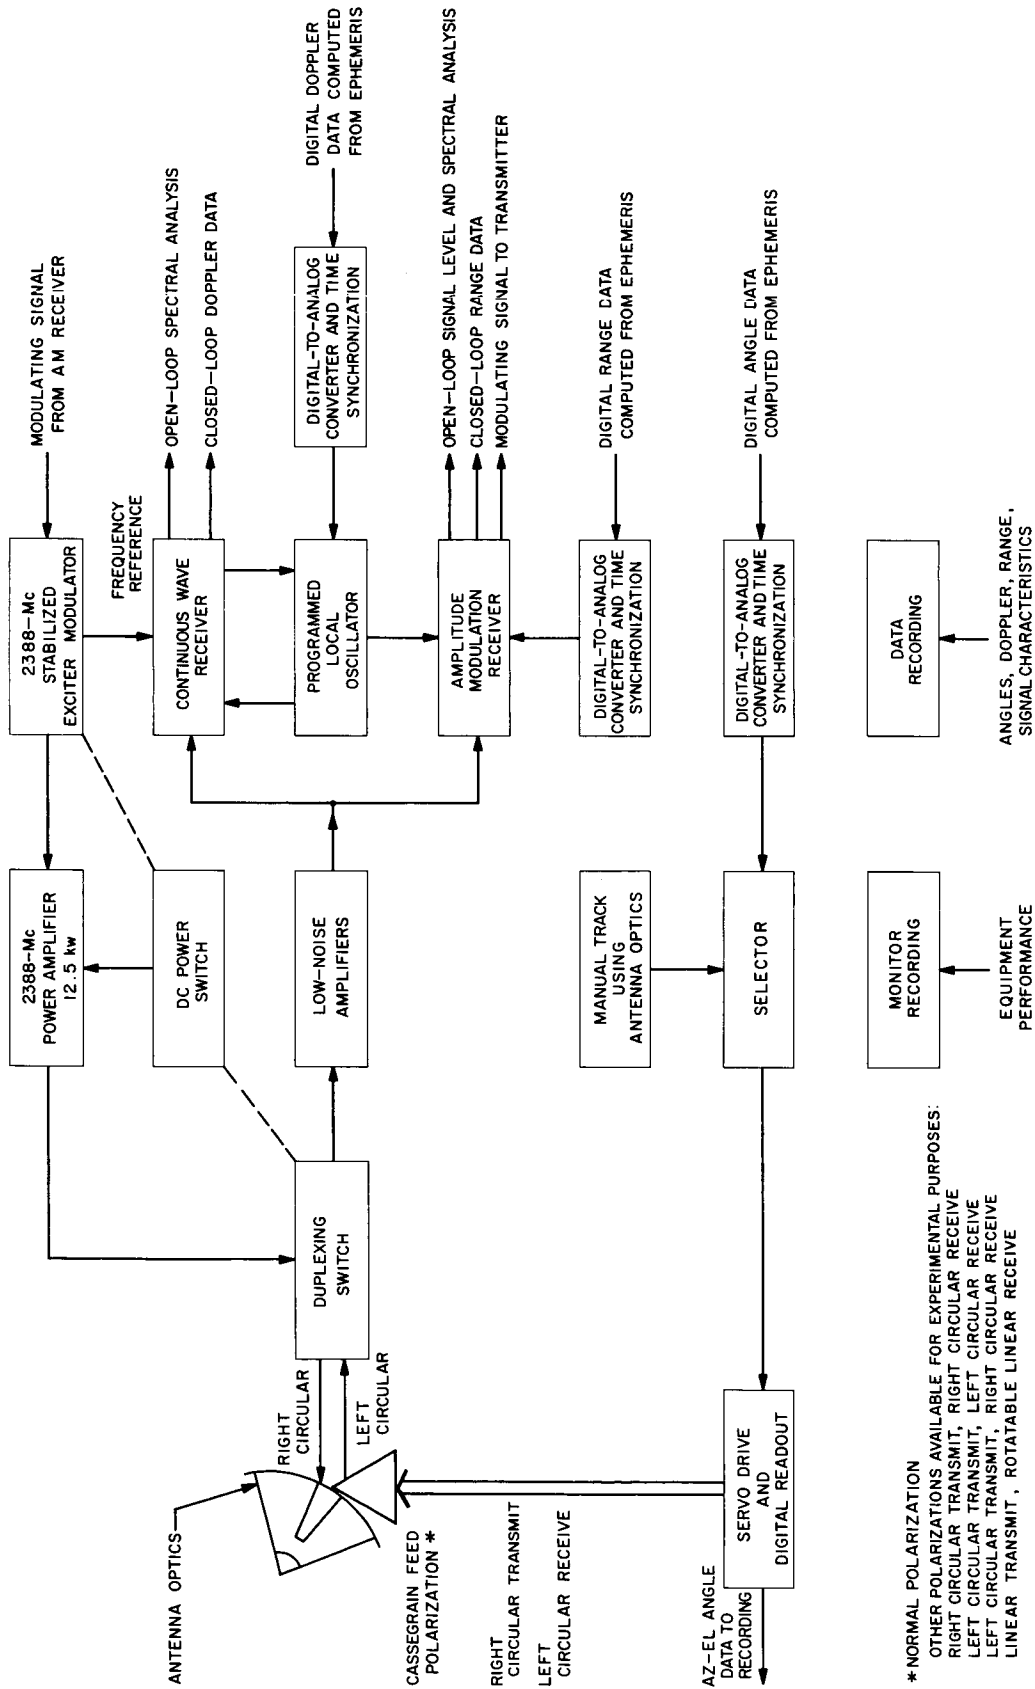 ANTENNA OPTICS
CASSEGRAIN FEED
POLARIZATION *
RIGHT
CIRCULAR TRANSMIT
LEFT
CIRCULAR RECEIVE
RIGHT
CIRCULAR
LEFT
CIRCULAR
DUPLEXING
SWITCH
2388-Mc
POWER AMPLIFIER
12.5 kw
DC POWER
SWITCH
LOW-NOISE
AMPLIFIERS
2388-Mc
STABILIZED
EXCITER MODULATOR
MODULATING SIGNAL
FROM AM RECEIVER
FREQUENCY
REFERENCE
CONTINUOUS WAVE
RECEIVER
OPEN-LOOP SPECTRAL ANALYSIS
CLOSED-LOOP DOPPLER DATA
PROGRAMMED
LOCAL
OSCILLATOR
DIGITAL-TO-ANALOG
CONVERTER AND TIME
SYNCHRONIZATION
DIGITAL DOPPLER
DATA COMPUTED
FROM EPHEMERIS
AMPLITUDE
MODULATION
RECEIVER
OPEN-LOOP SIGNAL LEVEL AND SPECTRAL ANALYSIS
CLOSED-LOOP RANGE DATA
MODULATING SIGNAL TO TRANSMITTER
MANUAL TRACK
USING
ANTENNA OPTICS
DIGITAL-TO-ANALOG
CONVERTER AND TIME
SYNCHRONIZATION
DIGITAL RANGE DATA
COMPUTED FROM EPHEMERIS
AZ-EL ANGLE
DATA TO
RECORDING
SERVO DRIVE
AND
DIGITAL READOUT
SELECTOR
DIGITAL-TO-ANALOG
CONVERTER AND TIME
SYNCHRONIZATION
DIGITAL ANGLE DATA
COMPUTED FROM EPHEMERIS
MONITOR
RECORDING
EQUIPMENT
PERFORMANCE
DATA
RECORDING
ANGLES, DOPPLER, RANGE,
SIGNAL CHARACTERISTICS
*NORMAL POLARIZATION
OTHER POLARIZATIONS AVAILABLE FOR EXPERIMENTAL PURPOSES:
RIGHT CIRCULAR TRANSMIT, RIGHT CIRCULAR RECEIVE
LEFT CIRCULAR TRANSMIT, LEFT CIRCULAR RECEIVE
LEFT CIRCULAR TRANSMIT, RIGHT CIRCULAR RECEIVE
LINEAR TRANSMIT, ROTATABLE LINEAR RECEIVE